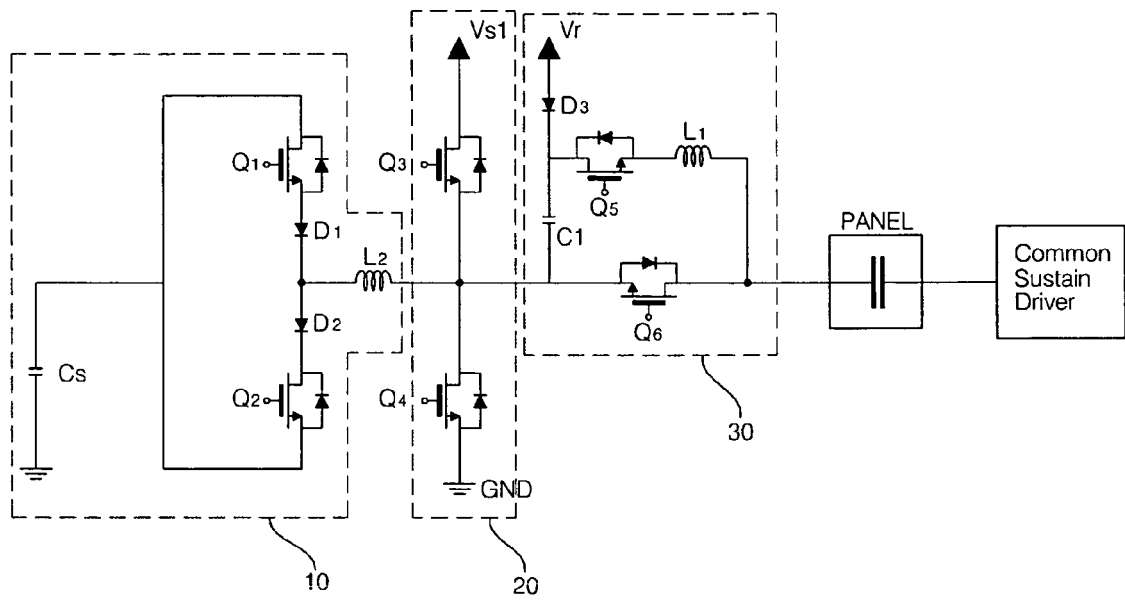 Vs1
Vr
D3
L1
Q1
Q3
Q5
D1
C1
PANEL
L2
Common
Sustain
Driver
D2
Q6
Cs
Q2
Q4
30
GND
10
20